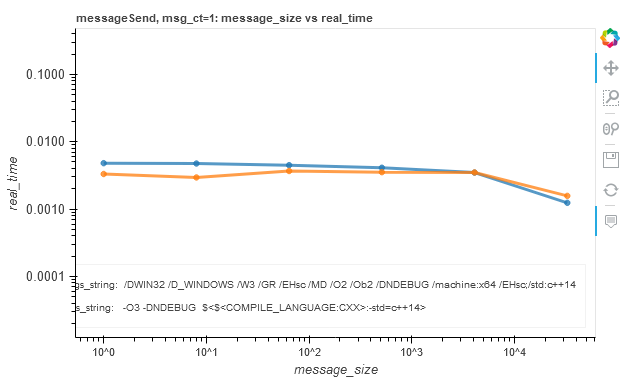 messageSend, msg_ct=1: message_size vs real_time
0.1000
0.0100
0.0010
0.0001
real_time
gs_string: /DWIN32 /D_WINDOWS /W3 /GR /EHsc /MD /O2 /Ob2 /DNDEBUG /machine:x64 /EHsc;/std:c++14
s_string: -O3 -DNDEBUG $<$<COMPILE_LANGUAGE:CXX>:-std=c++14>
10^0 10^1 10^2 10^3 10^4
message_size